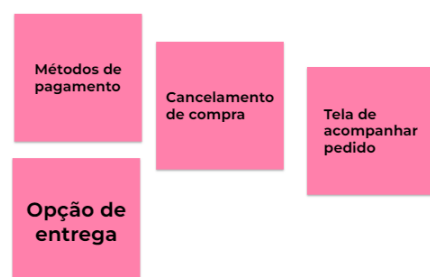 Métodos de
pagamento
Cancelamento
de compra
Tela de
acompanhar
pedido
Opção de
entrega